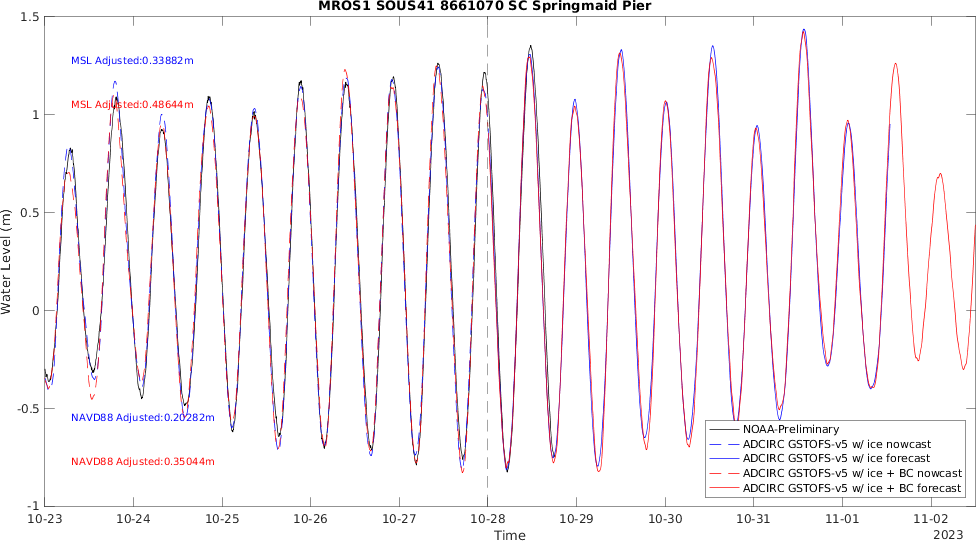 MROS1 SOUS41 8661070 SC Springmaid Pier
1.5
1
0.5
0
-0.5
-1
Water Level (m)
MSL Adjusted:0.33882m
MSL Adjusted:0.48644m
NAVD88 Adjusted:0.20282m
NAVD88 Adjusted:0.35044m
NOAA-Preliminary
ADCIRC GSTOFS-v5 w/ ice nowcast
ADCIRC GSTOFS-v5 w/ ice forecast
ADCIRC GSTOFS-v5 w/ ice + BC nowcast
ADCIRC GSTOFS-v5 w/ ice + BC forecast
10-23 10-24 10-25 10-26 10-27 10-28 10-29 10-30 10-31 11-01 11-02
Time
2023